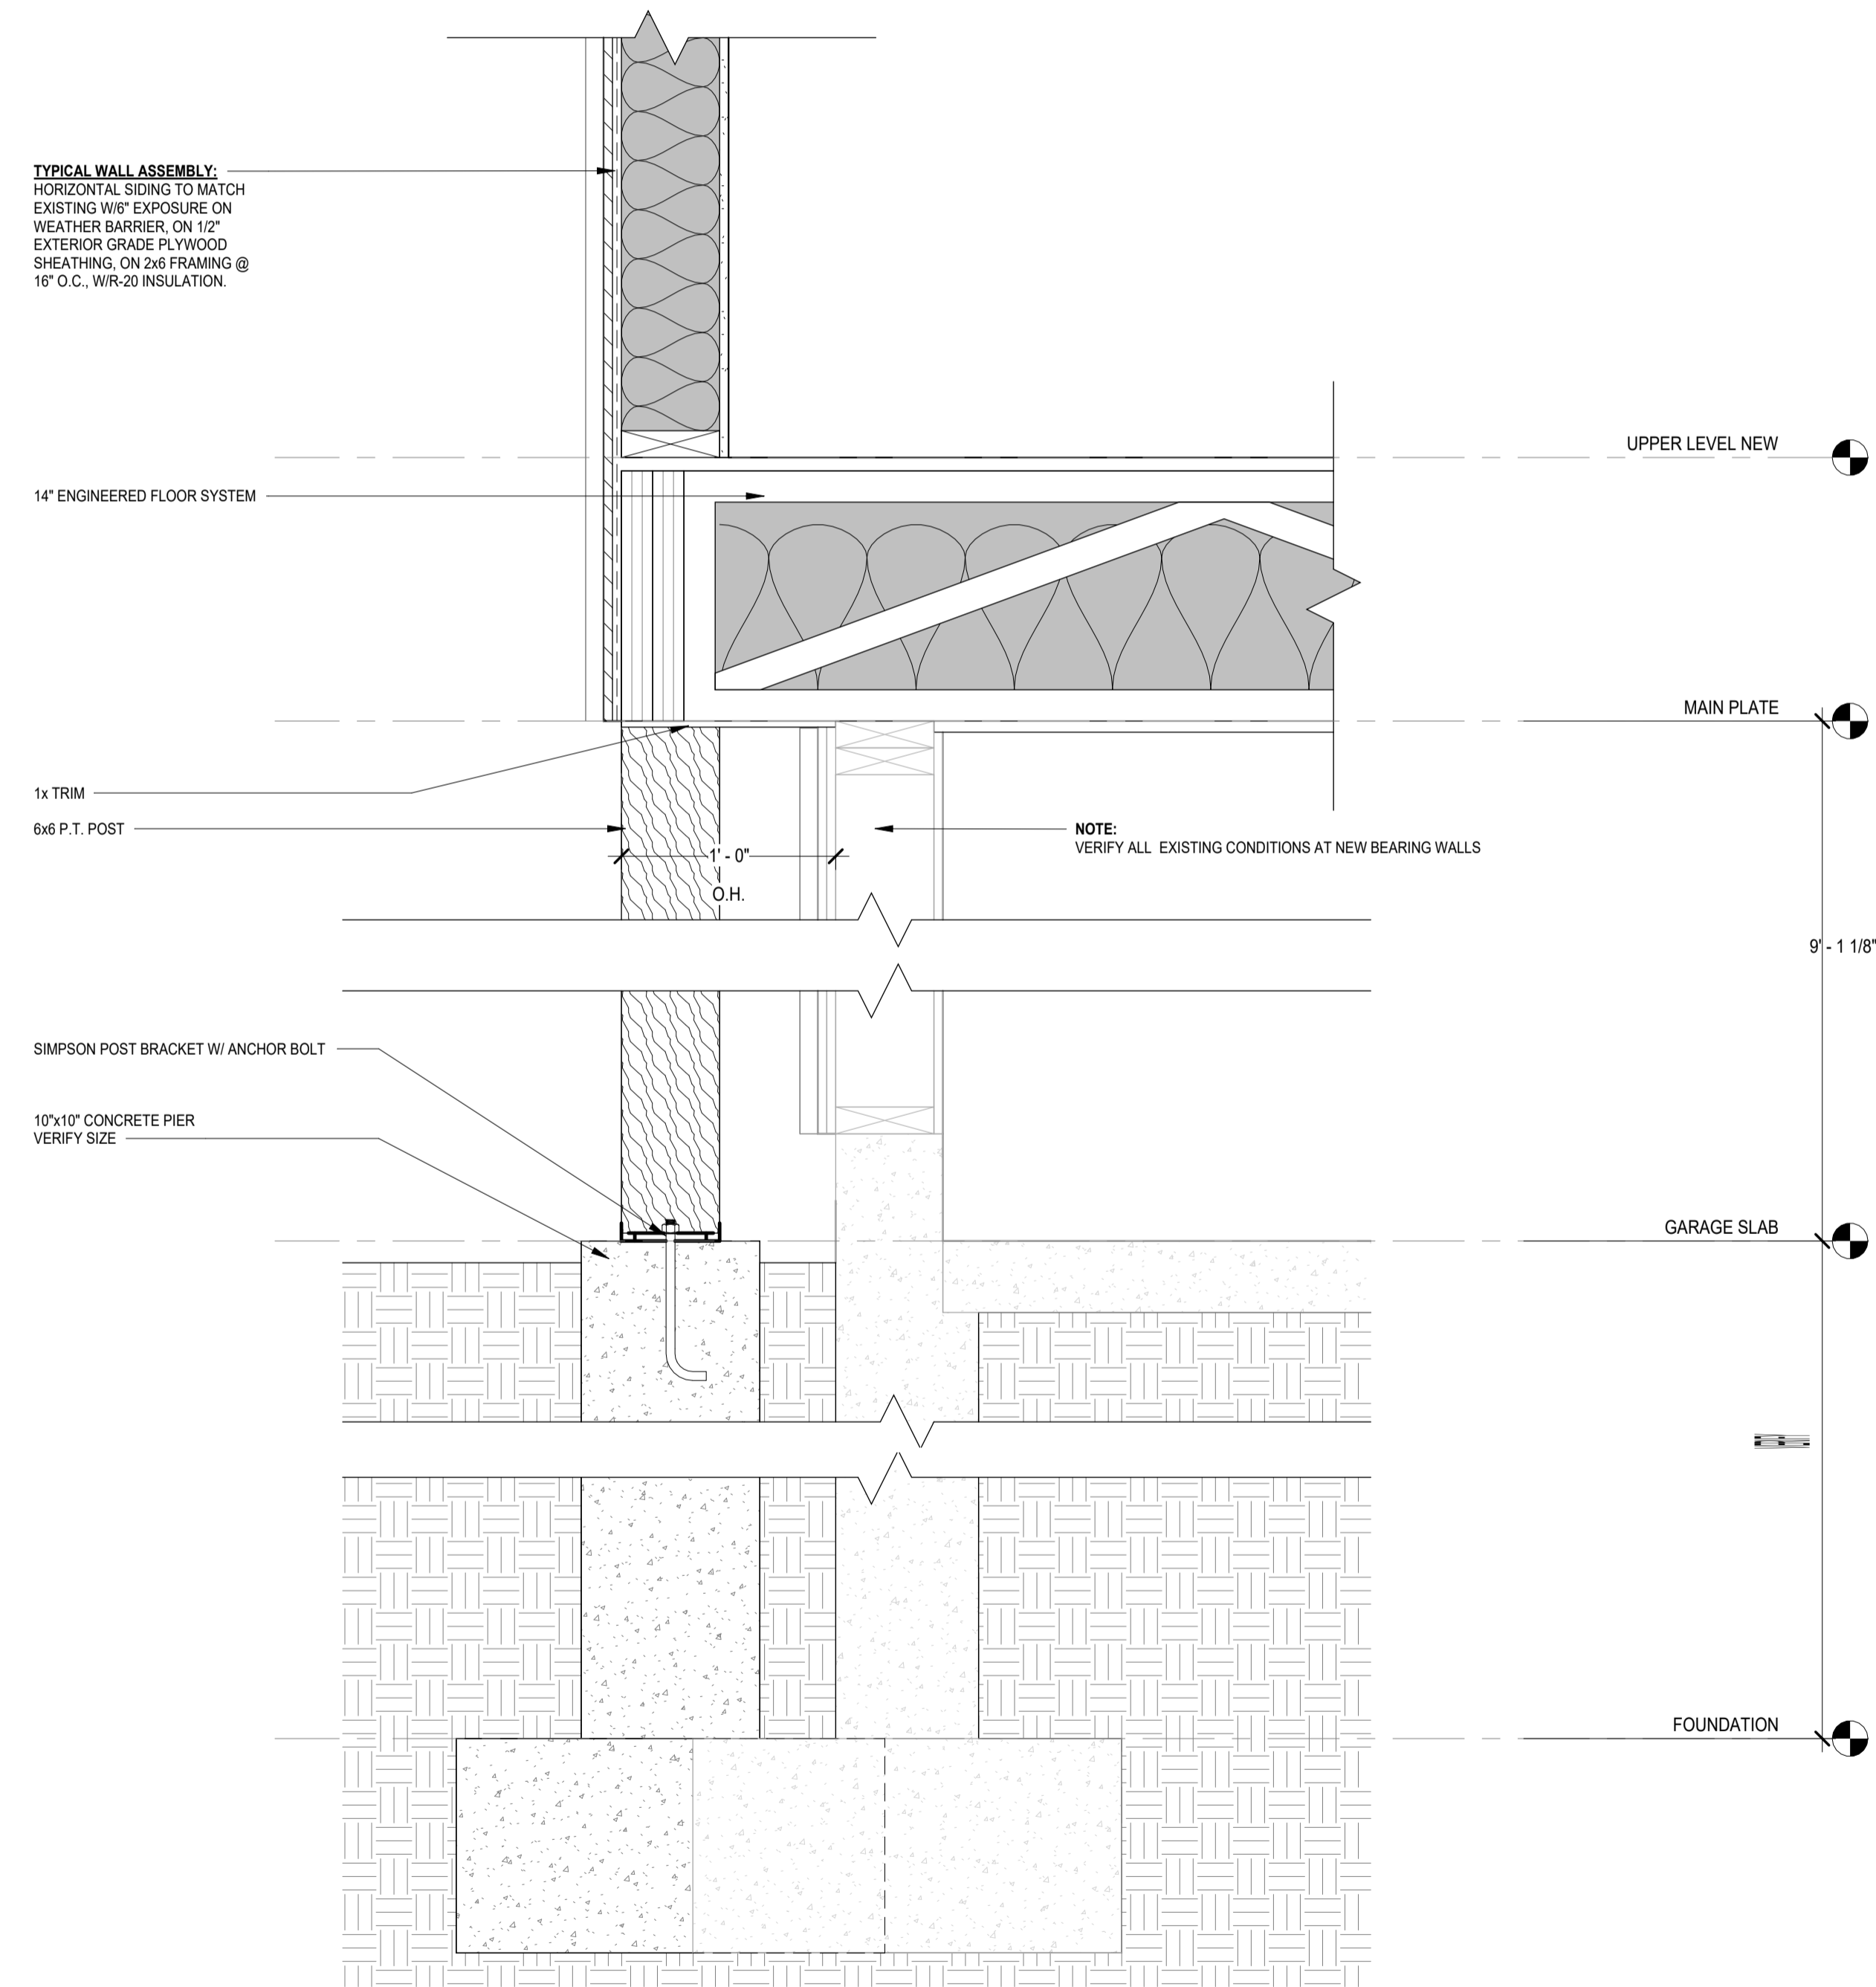 TYPICAL WALL ASSEMBLY:
HORIZONTAL SIDING TO MATCH
EXISTING W/6" EXPOSURE ON
WEATHER BARRIER, ON 1/2"
EXTERIOR GRADE PLYWOOD
SHEATHING, ON 2x6 FRAMING @
16" O.C., W/R-20 INSULATION.
UPPER LEVEL NEW
14" ENGINEERED FLOOR SYSTEM
MAIN PLATE
1x TRIM
6x6 P.T. POST
NOTE:
VERIFY ALL EXISTING CONDITIONS AT NEW BEARING WALLS
1' - 0"
O.H.
9' - 1 1/8"
SIMPSON POST BRACKET W/ ANCHOR BOLT
10"x10" CONCRETE PIER
VERIFY SIZE
GARAGE SLAB
FOUNDATION